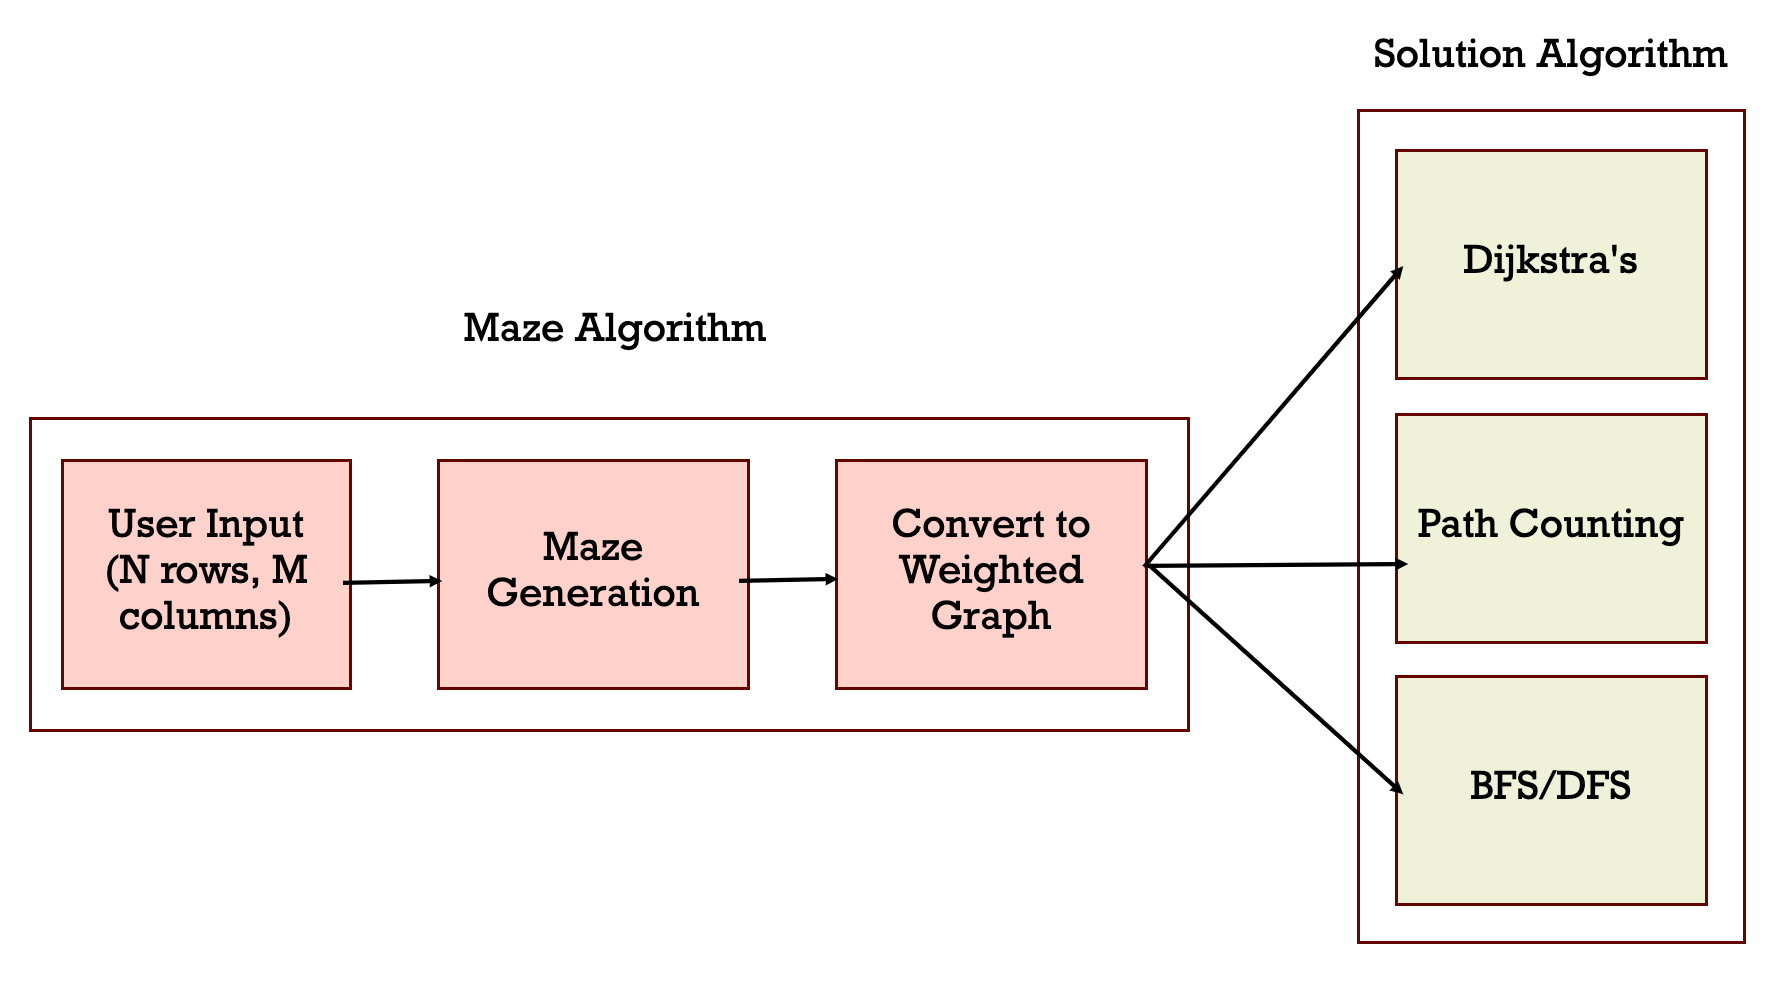 Solution Algorithm
Dijkstra's
Maze Algorithm
User Input
(N rows, M
columns)
Maze
Generation
Convert to
Weighted
Graph
Path Counting
BFS/DFS